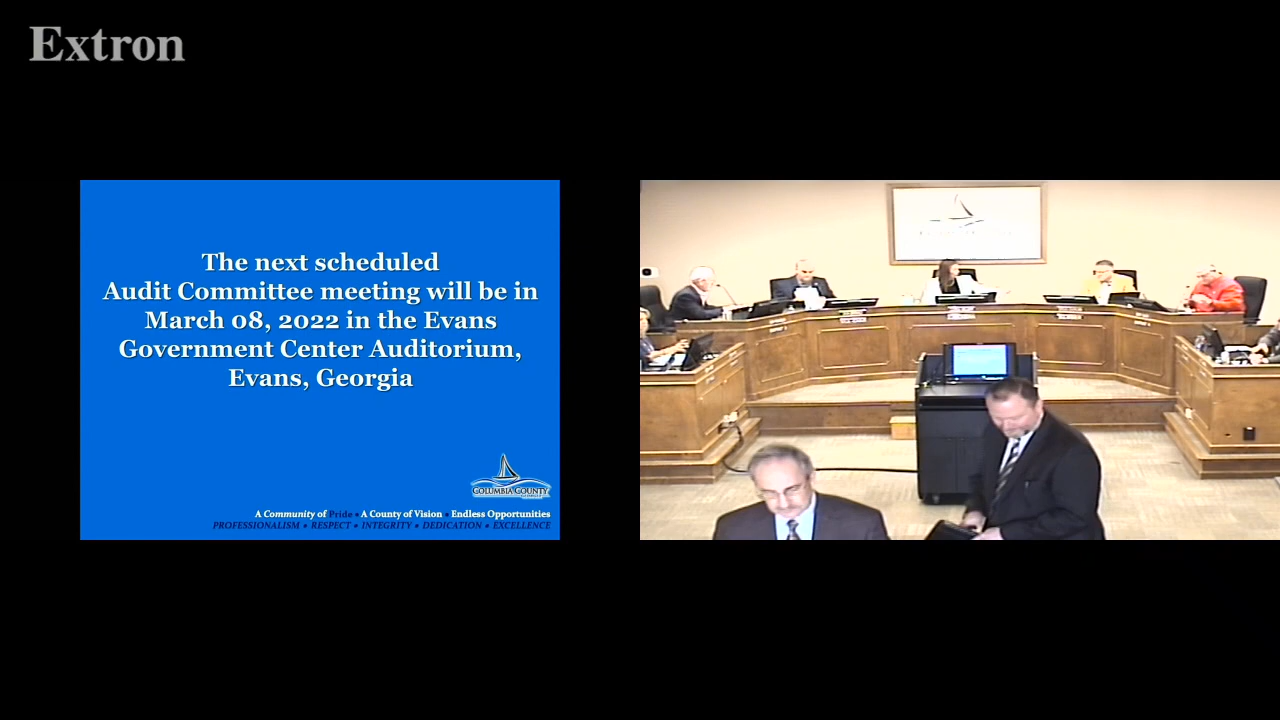 Extron
The next scheduled
Audit Committee meeting will be in
March 08, 2022 in the Evans
Government Center Auditorium,
Evans, Georgia
COLUMBIA COUNTY
A Community of Pride • A County of Vision • Endless Opportunities
PROFESSIONALISM • RESPECT • INTEGRITY • DEDICATION • EXCELLENCE